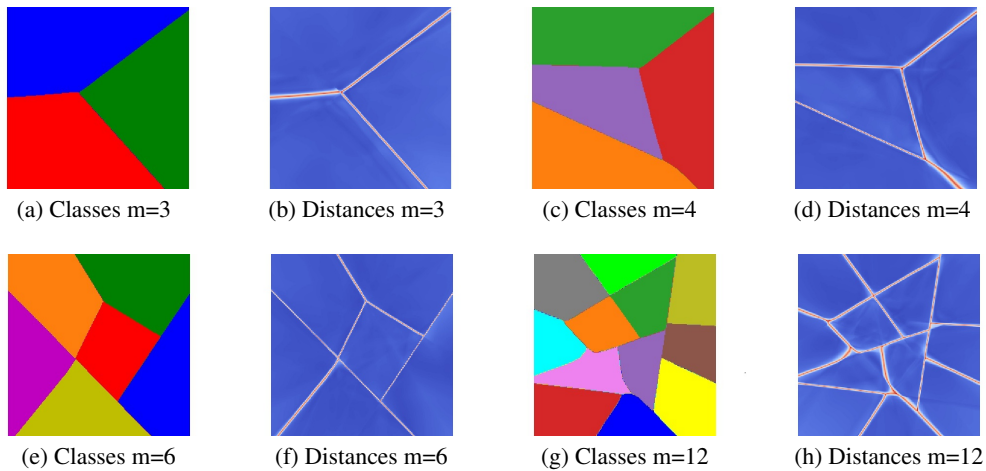 (a) Classes m=3
(b) Distances m=3
(c) Classes m=4
(d) Distances m=4
(e) Classes m=6
(f) Distances m=6
(g) Classes m=12
(h) Distances m=12